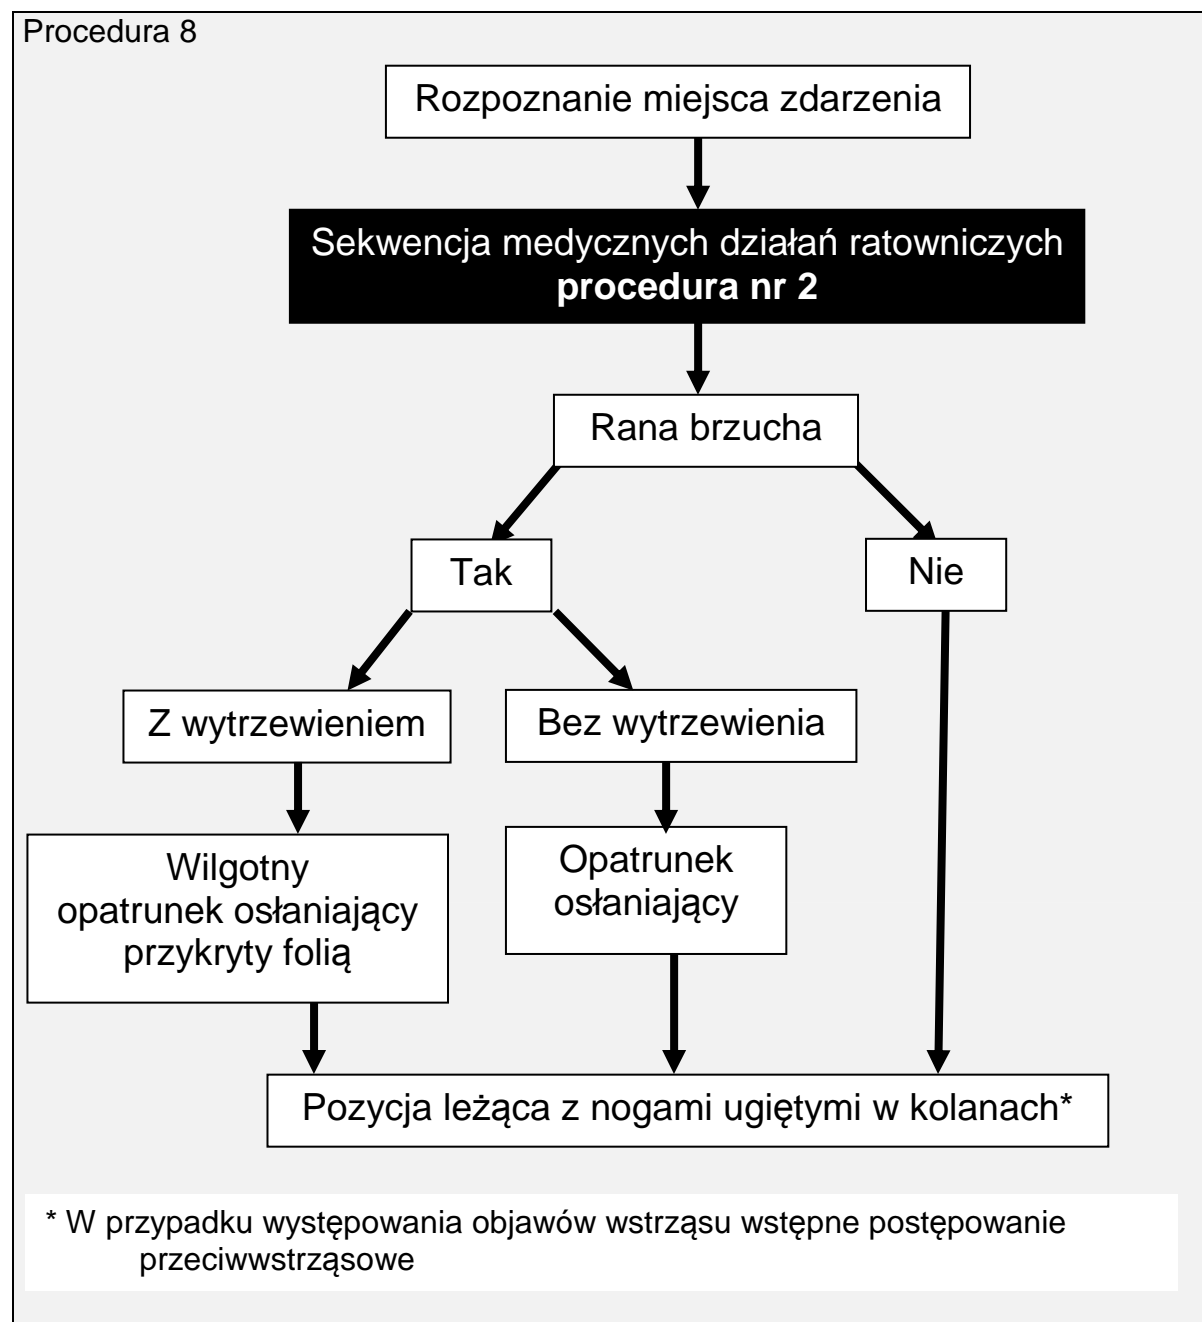 Procedura 8
Rozpoznanie miejsca zdarzenia
Sekwencja medycznych działań ratowniczych
procedura nr 2
Rana brzucha
Tak
Nie
Z wytrzewieniem
Bez wytrzewienia
Wilgotny
opatrunek osłaniający
przykryty folią
Opatrunek
osłaniający
Pozycja leżąca z nogami ugiętymi w kolanach*
* W przypadku występowania objawów wstrząsu wstępne postępowanie
przeciwwstrząsowe